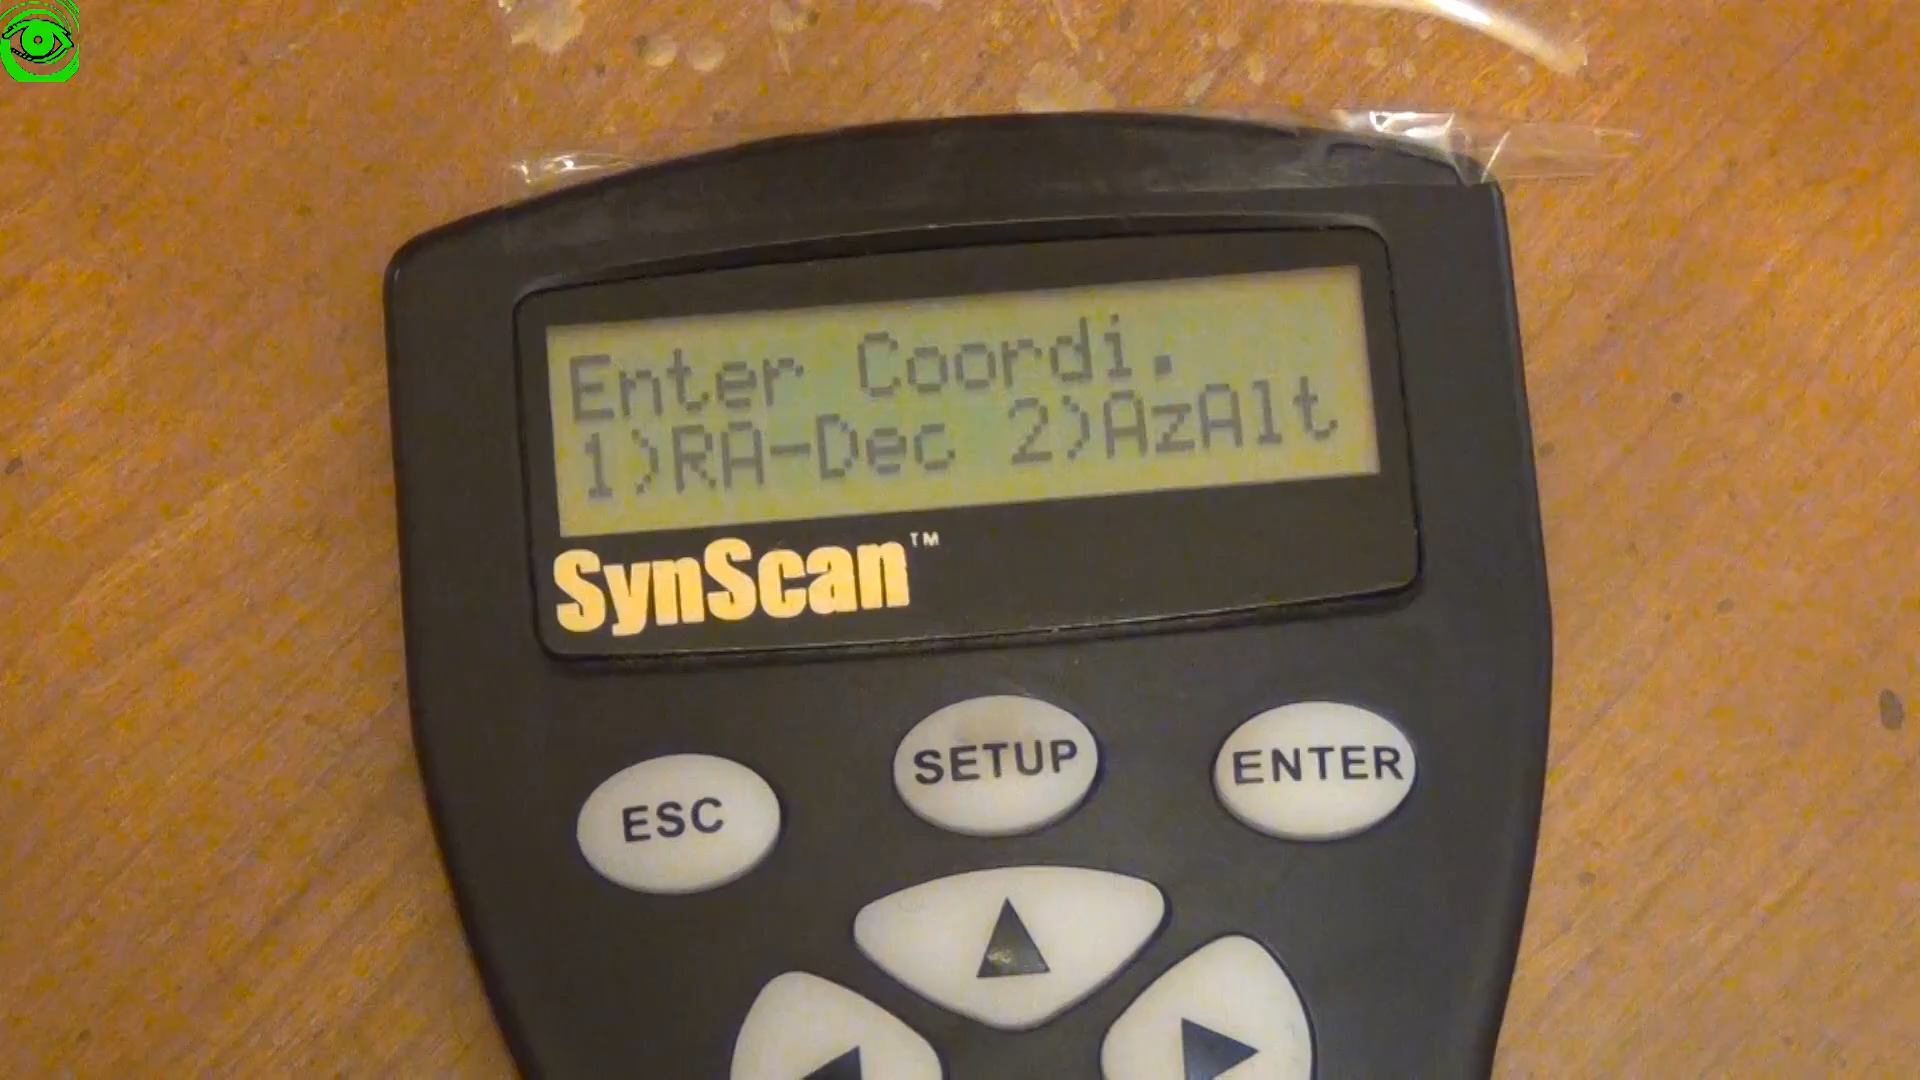 Enter Coordi.
1)RA-Dec 2)AzAlt
SynScan™
ESC
SETUP
ENTER